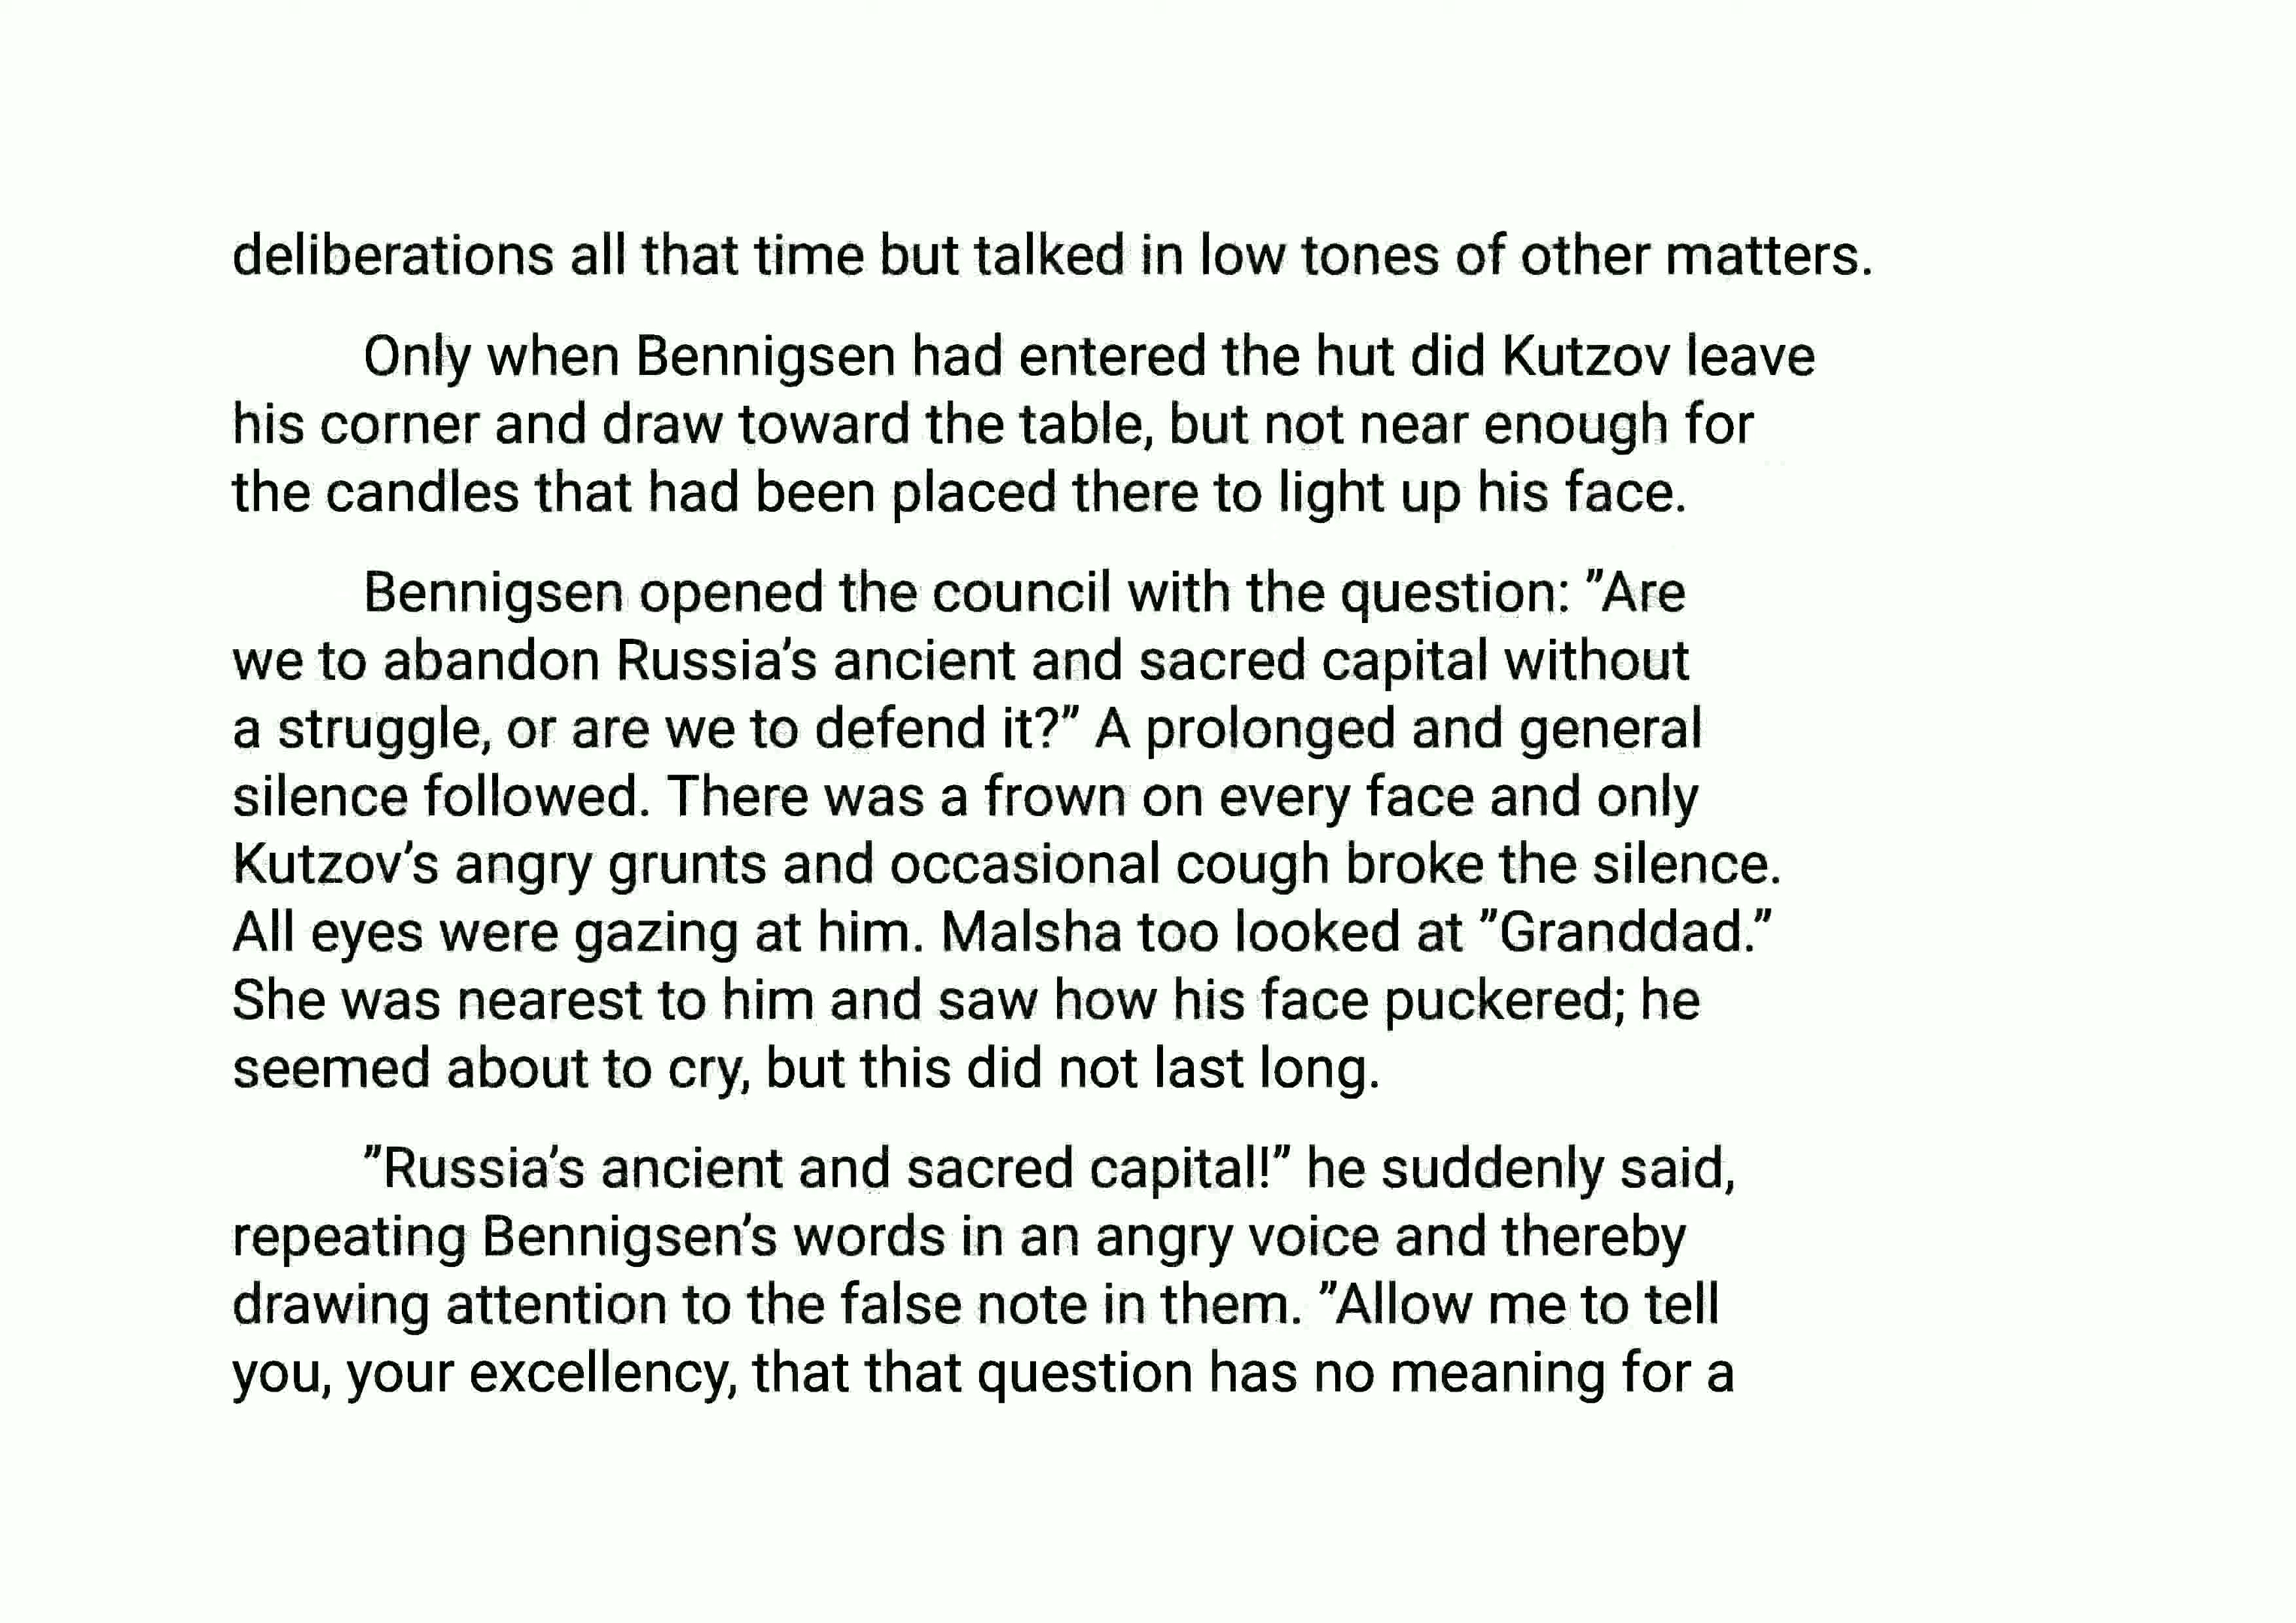 deliberations all that time but talked in low tones of other matters.
Only when Bennigsen had entered the hut did Kutzov leave
his corner and draw toward the table, but not near enough for
the candles that had been placed there to light up his face.
Bennigsen opened the council with the question: ”Are
we to abandon Russia’s ancient and sacred capital without
a struggle, or are we to defend it?” A prolonged and general
silence followed. There was a frown on every face and only
Kutzov’s angry grunts and occasional cough broke the silence.
All eyes were gazing at him. Malsha too looked at ”Granddad.”
She was nearest to him and saw how his face puckered; he
seemed about to cry, but this did not last long.
”Russia’s ancient and sacred capital!” he suddenly said,
repeating Bennigsen’s words in an angry voice and thereby
drawing attention to the false note in them. ”Allow me to tell
you, your excellency, that that question has no meaning for a